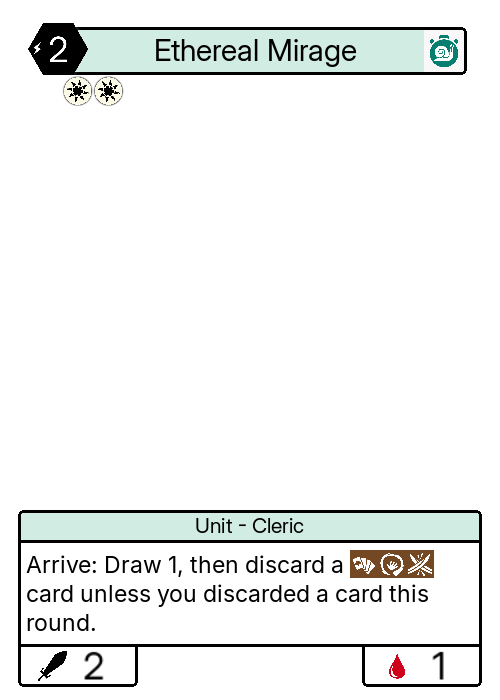 2
Ethereal Mirage
Unit - Cleric
Arrive: Draw 1, then discard a
card unless you discarded a card this
round.
2
1